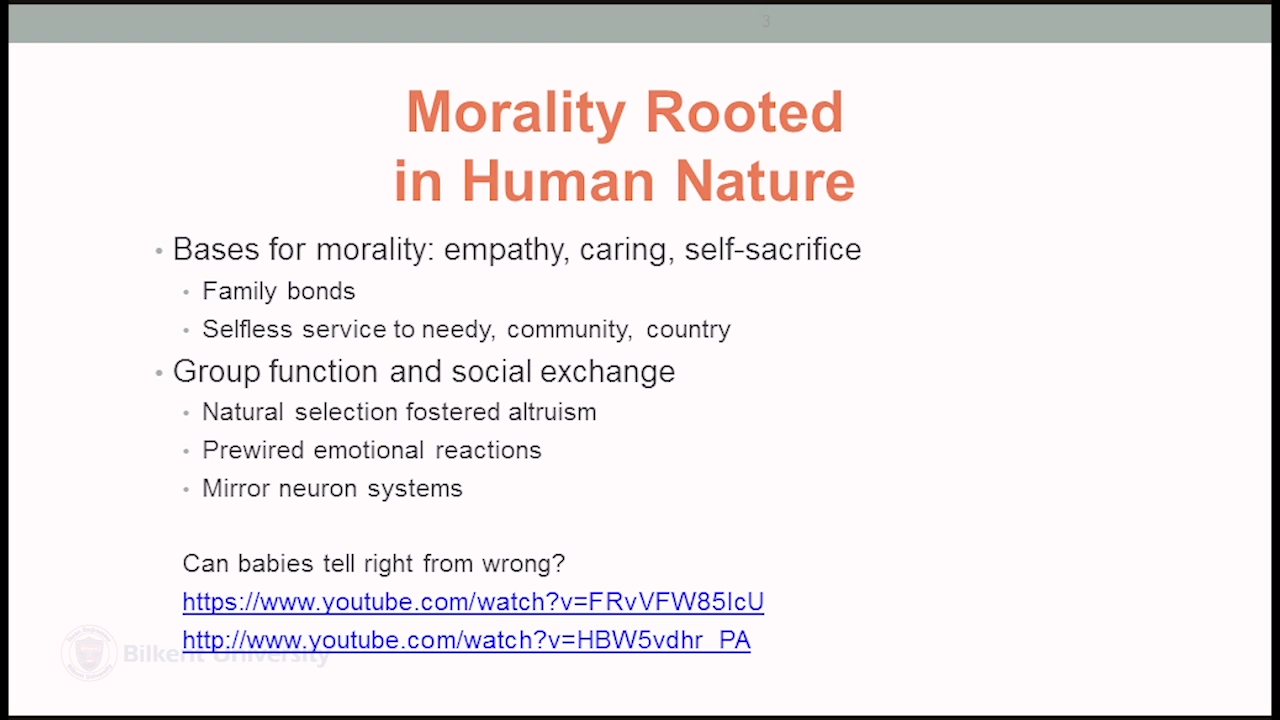 3
Morality Rooted
in Human Nature
• Bases for morality: empathy, caring, self-sacrifice
• Family bonds
• Selfless service to needy, community, country
• Group function and social exchange
• Natural selection fostered altruism
• Prewired emotional reactions
• Mirror neuron systems
Can babies tell right from wrong?
https://www.youtube.com/watch?v=FRvVFW85IcU
http://www.youtube.com/watch?v=HBW5vdhr_PA
Bilkent University